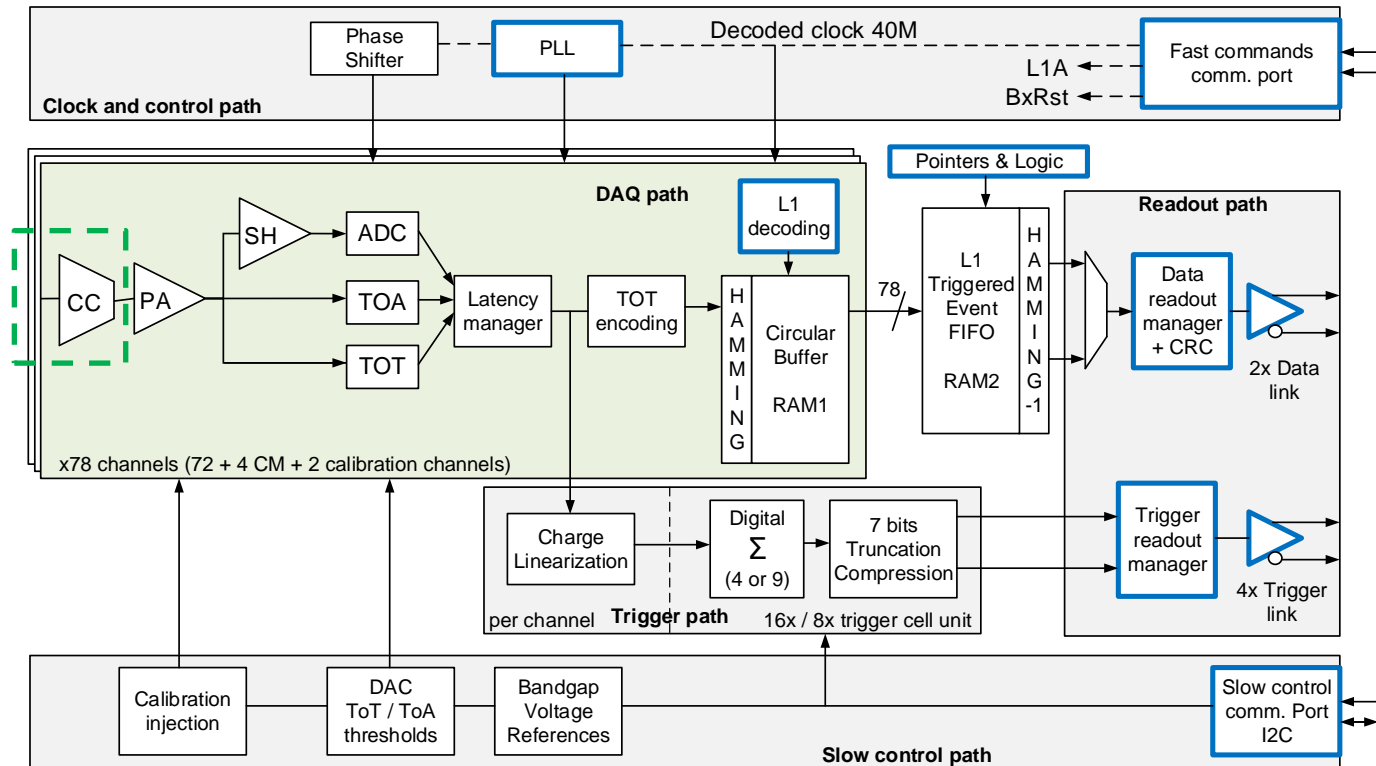 Phase
Shifter
PLL
Decoded clock 40M
Fast commands
comm. port
L1A
BxRst
Clock and control path
Pointers & Logic
DAQ path
L1
decoding
Readout path
CC
PA
SH
ADC
TOA
TOT
Latency
manager
TOT
encoding
HAMMING
Circular
Buffer
RAM1
78
L1
Triggered
Event
FIFO
RAM2
HAMMING-1
Data
readout
manager
+ CRC
2x Data
link
x78 channels (72 + 4 CM + 2 calibration channels)
Charge
Linearization
Digital
Σ
(4 or 9)
7 bits
Truncation
Compression
Trigger
readout
manager
4x Trigger
link
per channel
Trigger path
16x / 8x trigger cell unit
Calibration
injection
DAC
ToT / ToA
thresholds
Bandgap
Voltage
References
Slow control
comm. Port
I2C
Slow control path